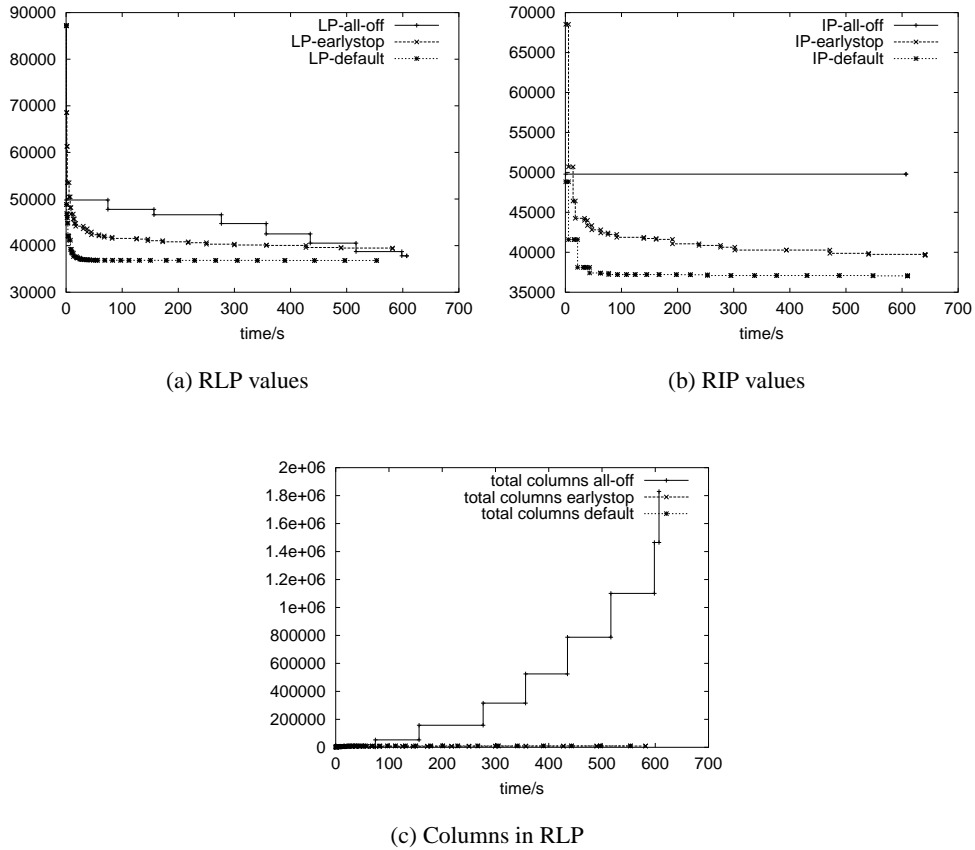 LP-all-off
LP-earlystop
LP-default
90000
80000
70000
60000
50000
40000
30000
0 100 200 300 400 500 600 700
time/s
(a) RLP values
IP-all-off
IP-earlystop
IP-default
70000
65000
60000
55000
50000
45000
40000
35000
0 100 200 300 400 500 600 700
time/s
(b) RIP values
total columns all-off
total columns earlystop
total columns default
2e+06
1.8e+06
1.6e+06
1.4e+06
1.2e+06
1e+06
800000
600000
400000
200000
0
0 100 200 300 400 500 600 700
time/s
(c) Columns in RLP